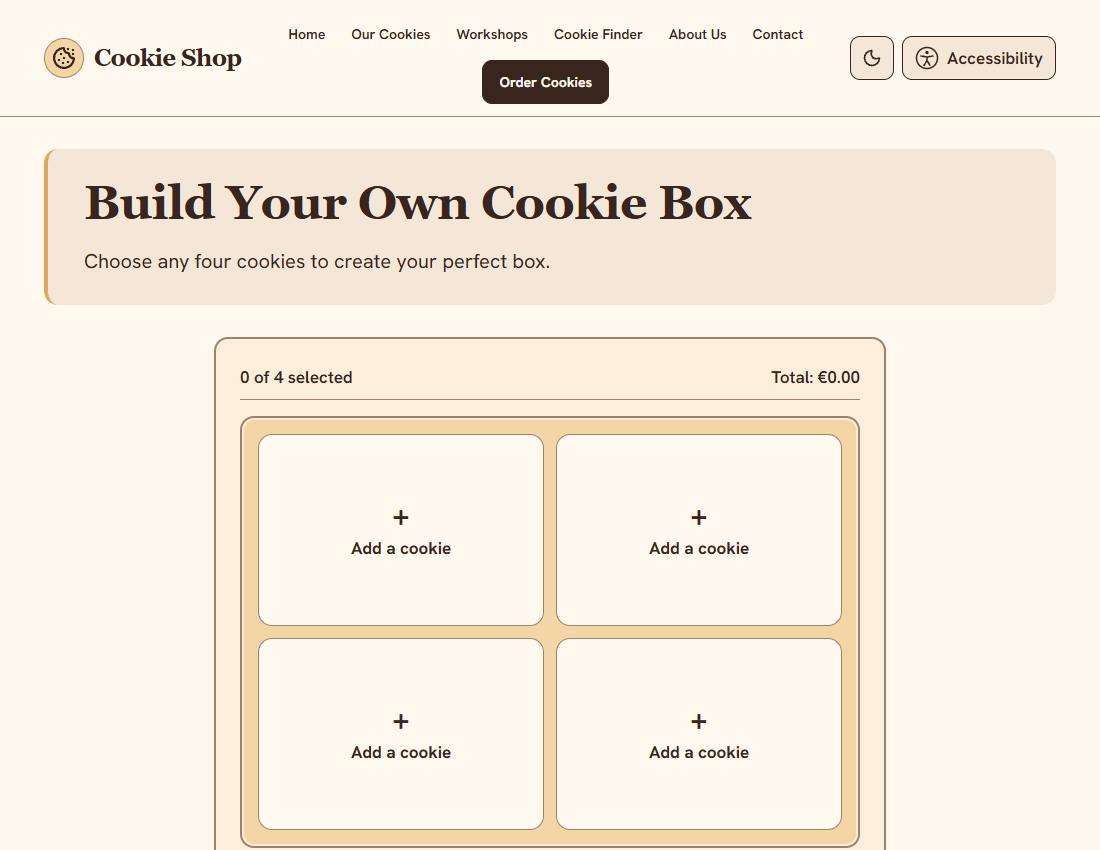 Cookie Shop
Home Our Cookies Workshops Cookie Finder About Us Contact
Order Cookies
Accessibility
Build Your Own Cookie Box
Choose any four cookies to create your perfect box.
0 of 4 selected Total: €0.00
+ +
Add a cookie Add a cookie
+ +
Add a cookie Add a cookie